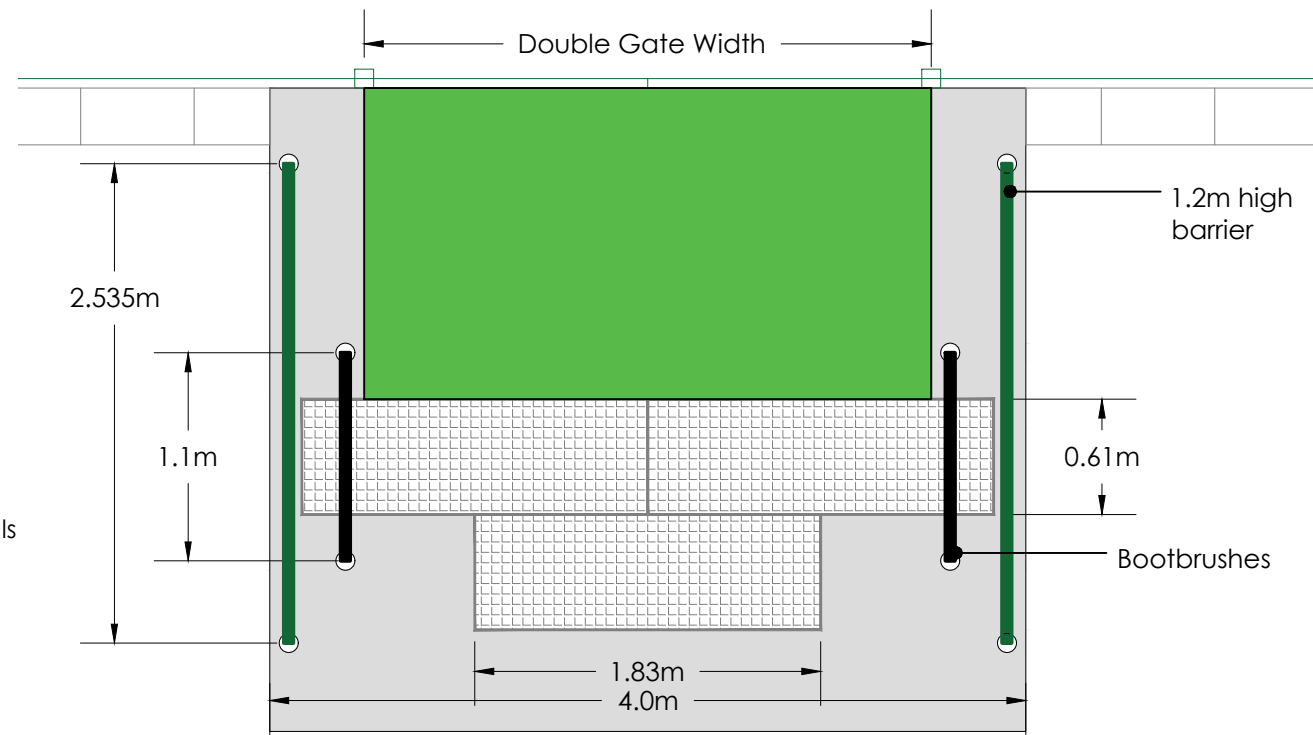 Double Gate Width
1.2m high
barrier
2.535m
1.1m
0.61m
ls
Bootbrushes
1.83m
4.0m